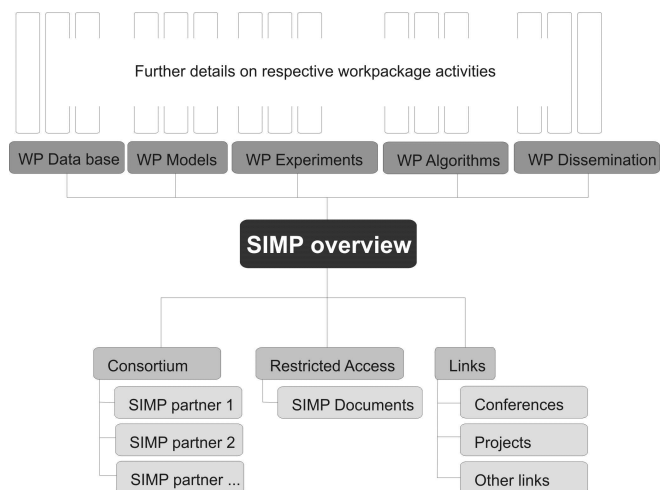 Further details on respective workpackage activities
WP Data base
WP Models
WP Experiments
WP Algorithms
WP Dissemination
SIMP overview
Consortium
Restricted Access
Links
SIMP partner 1
SIMP Documents
Conferences
SIMP partner 2
Projects
SIMP partner ...
Other links